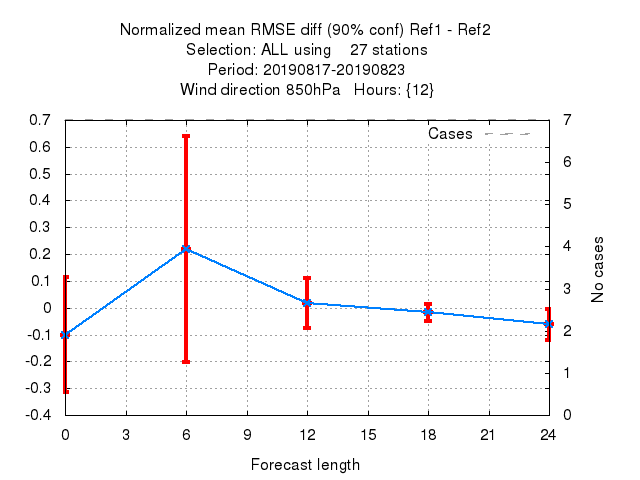 Normalized mean RMSE diff (90% conf) Ref1 - Ref2
Selection: ALL using    27 stations
Period: 20190817-20190823
Wind direction 850hPa   Hours: {12}
Cases
0.7
0.6
0.5
0.4
0.3
0.2
0.1
0
-0.1
-0.2
-0.3
-0.4
7
6
5
4
3
2
1
0
No cases
0 3 6 9 12 15 18 21 24
Forecast length